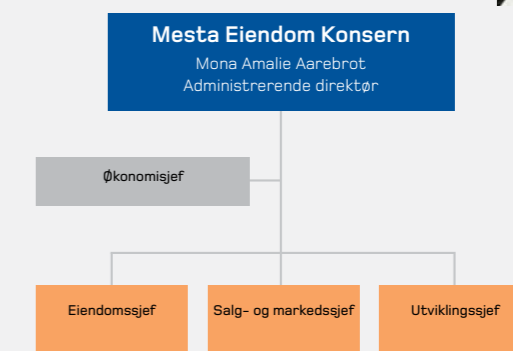 Mesta Eiendom Konsern
Mona Amalie Aarebrot
Administrerende direktør
Økonomisjef
Eiendomssjef
Salg- og markedssjef
Utviklingssjef